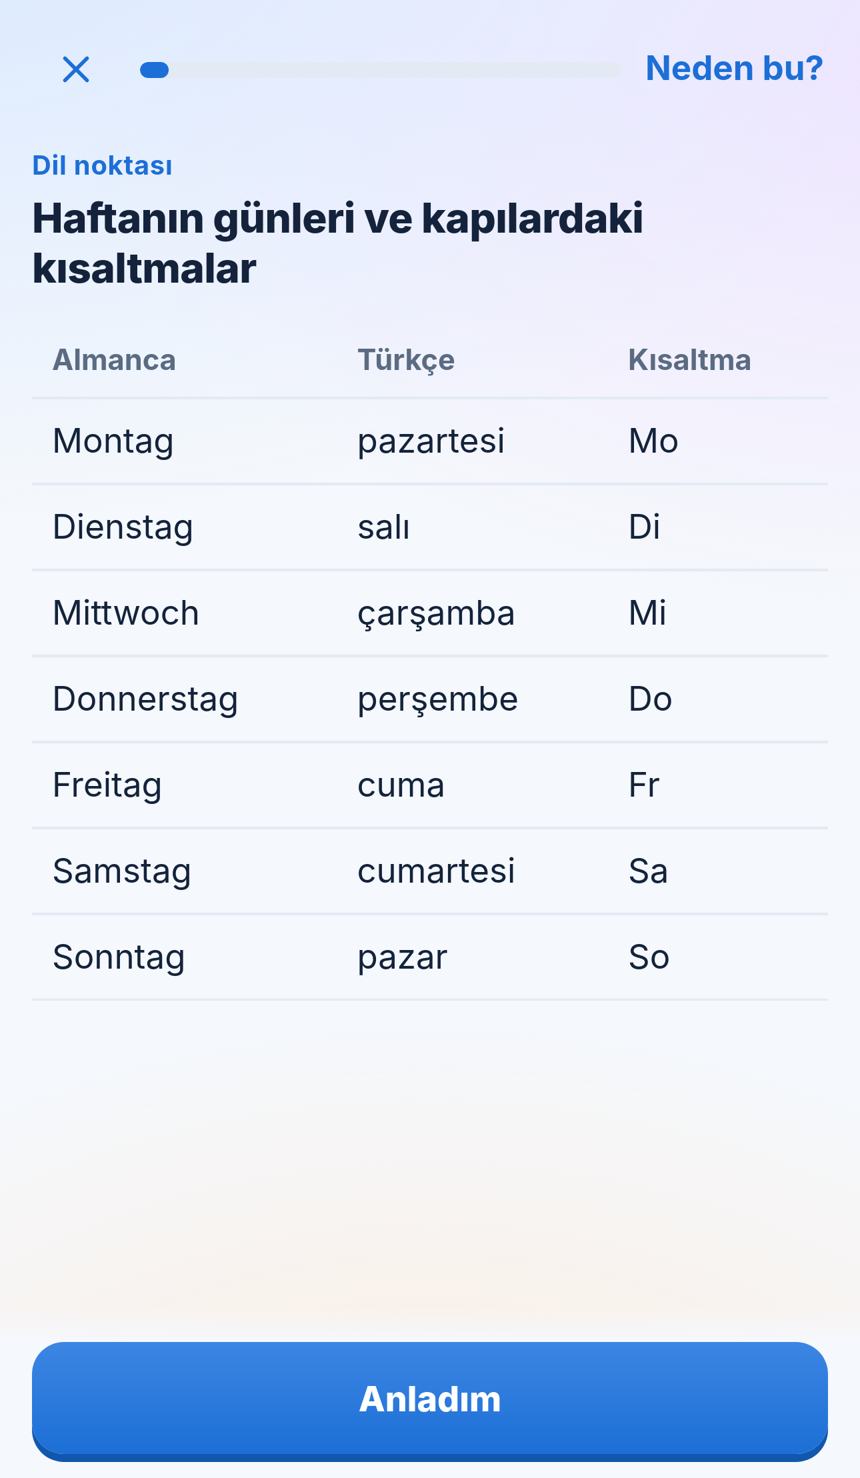 Neden bu?
Dil noktası
Haftanın günleri ve kapılardaki
kısaltmalar
Almanca Türkçe Kısaltma
Montag pazartesi Mo
Dienstag salı Di
Mittwoch çarşamba Mi
Donnerstag perşembe Do
Freitag cuma Fr
Samstag cumartesi Sa
Sonntag pazar So
Anladım